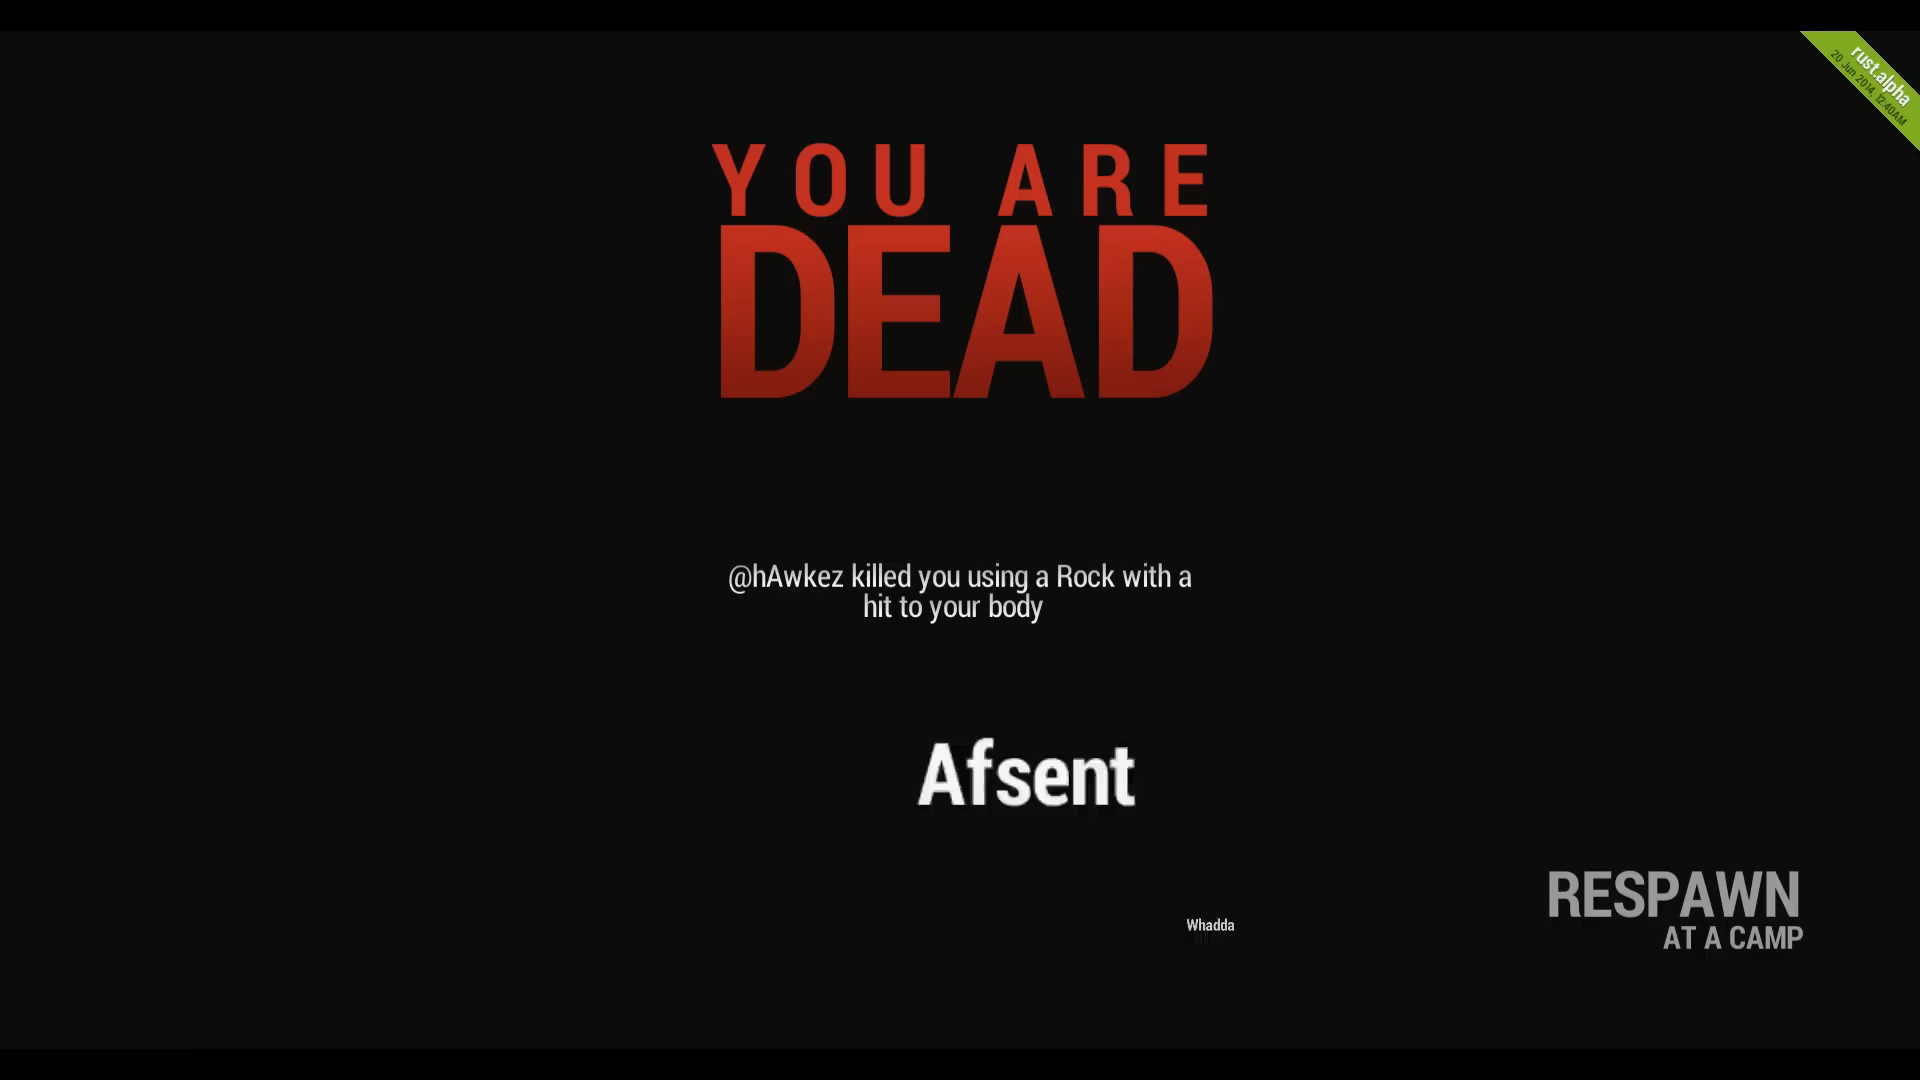 rust.alpha
20 Jun 2014, 12:40AM
YOU ARE
DEAD
@hAwkez killed you using a Rock with a
hit to your body
Afsent
Whadda
RESPAWN
AT A CAMP